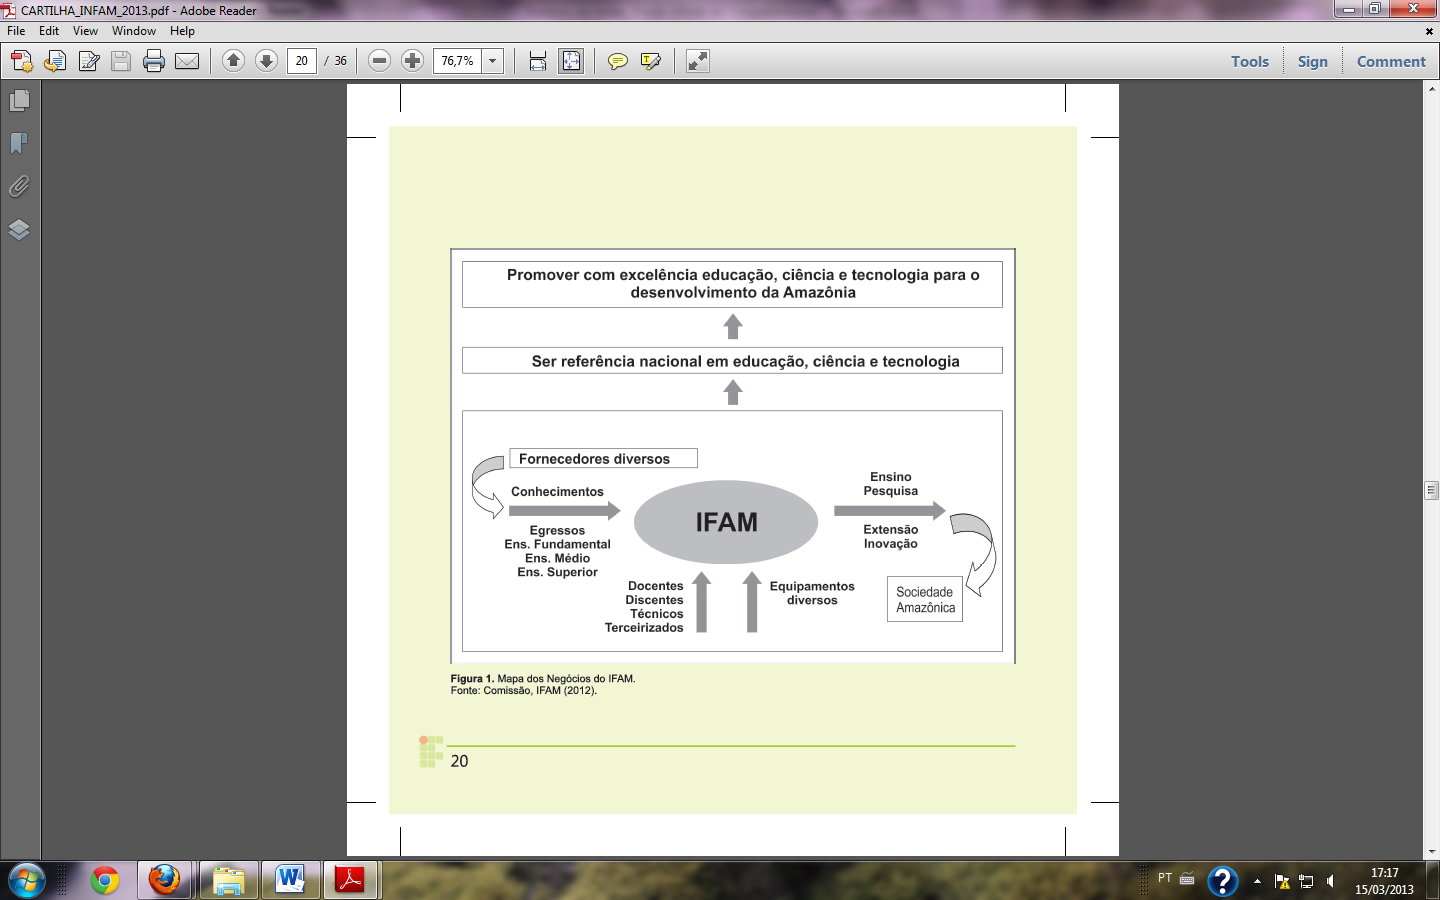 CARTILHA_INFAM_2013.pdf - Adobe Reader
File Edit View Window Help
20 / 36 76,7% Tools Sign Comment
Promover com excelência educação, ciência e tecnologia para o
desenvolvimento da Amazônia
Ser referência nacional em educação, ciência e tecnologia
Fornecedores diversos
Conhecimentos
Egressos
Ens. Fundamental
Ens. Médio
Ens. Superior
IFAM
Ensino
Pesquisa
Extensão
Inovação
Docentes
Discentes
Técnicos
Terceirizados
Equipamentos
diversos
Sociedade
Amazônica
Figura 1. Mapa dos Negócios do IFAM.
Fonte: Comissão, IFAM (2012).
20
PT
17:17
15/03/2013